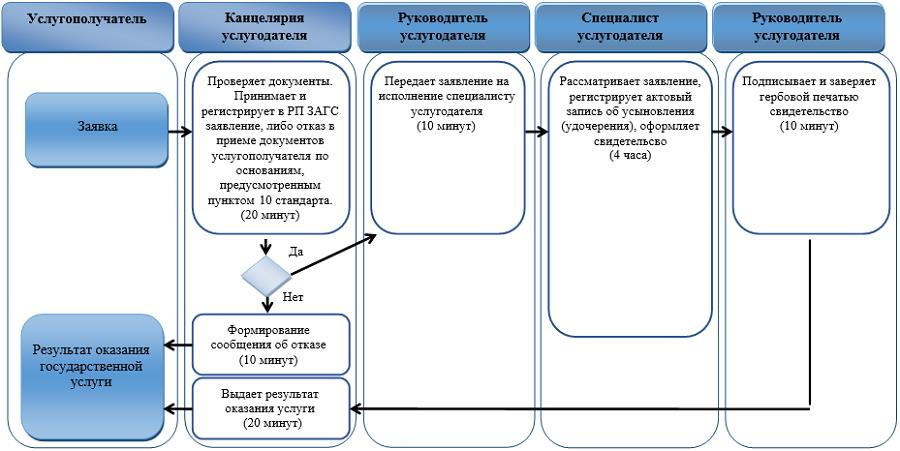 Услугополучатель
Канцелярия
услугодателя
Руководитель
услугодателя
Специалист
услугодателя
Руководитель
услугодателя
Заявка
Проверяет документы.
Принимает и
регистрирует в РП ЗАГС
заявление, либо отказ в
приеме документов
услугополучателя по
основаниям,
предусмотренным
пунктом 10 стандарта.
(20 минут)
Передает заявление на
исполнение специалисту
услугодателя
(10 минут)
Рассматривает заявление,
регистрирует актовый
запись об усыновления
(удочерения), оформляет
свидетельсво
(4 часа)
Подписывает и заверяет
гербовой печатью
свидетельство
(10 минут)
Да
Нет
Формирование
сообщения об отказе
(10 минут)
Результат оказания
государственной
услуги
Выдает результат
оказания услуги
(20 минут)